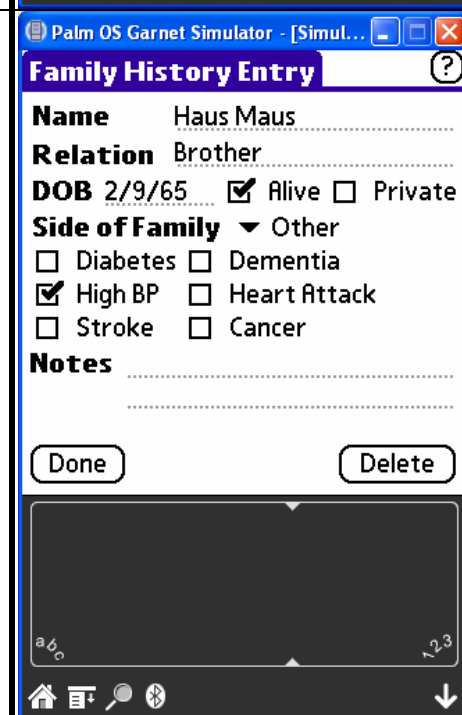 Palm OS Garnet Simulator - [Simul...
Family History Entry ?
Name Haus Maus
Relation Brother
DOB 2/9/65 Alive Private
Side of Family Other
Diabetes Dementia
High BP Heart Attack
Stroke Cancer
Notes
Done Delete
abc 123